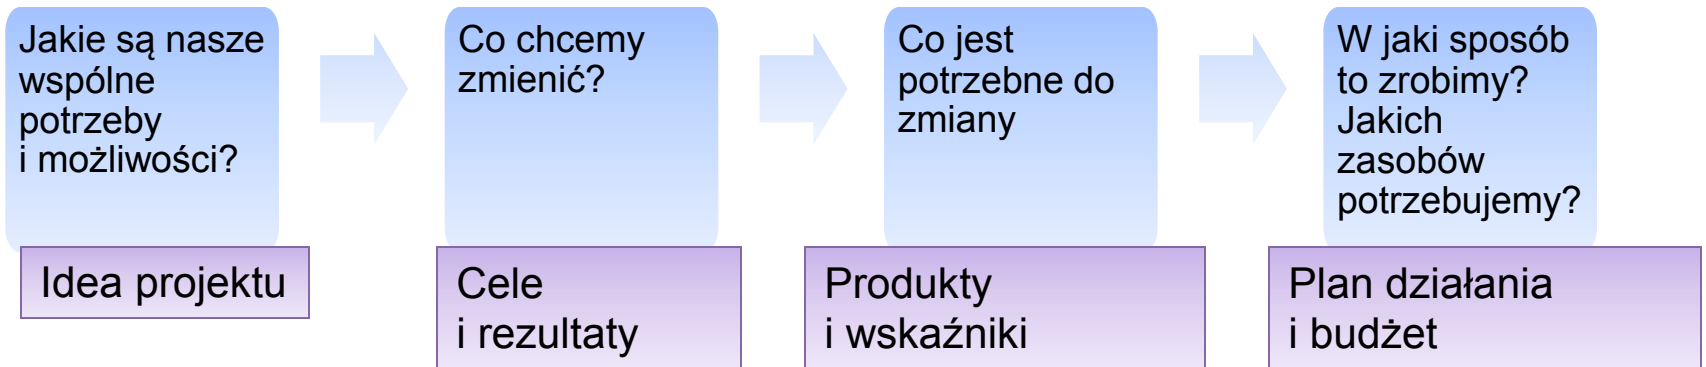 Jakie są nasze
wspólne
potrzeby
i możliwości?
Idea projektu
Co chcemy
zmienić?
Cele
i rezultaty
Co jest
potrzebne do
zmiany
Produkty
i wskaźniki
W jaki sposób
to zrobimy?
Jakich
zasobów
potrzebujemy?
Plan działania
i budżet